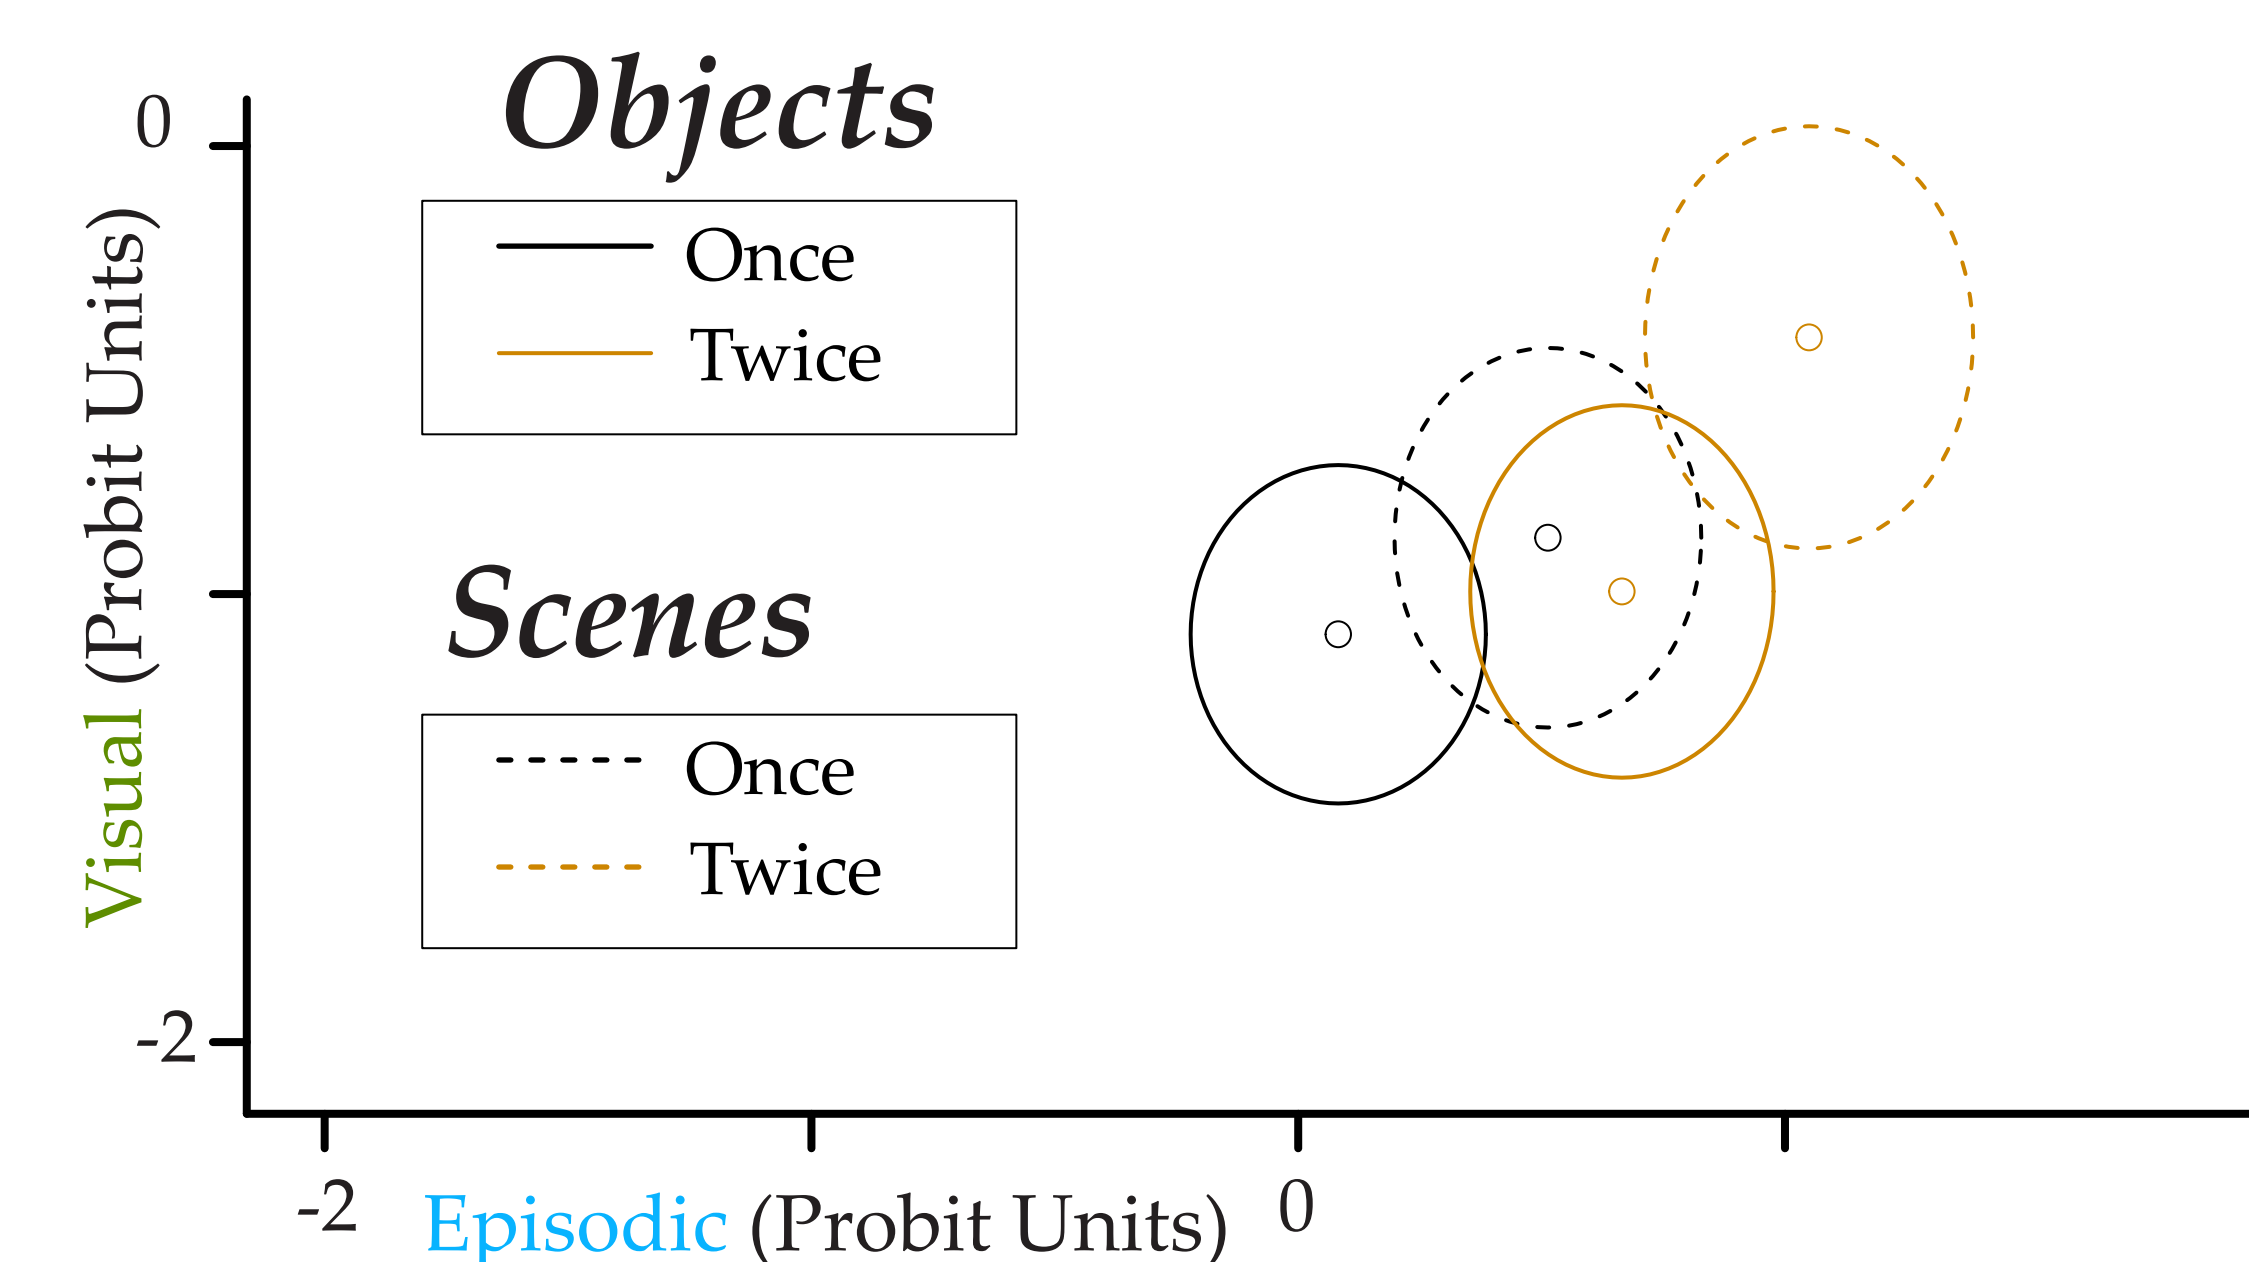 0
Objects
Once
Twice
Visual (Probit Units)
Scenes
Once
Twice
-2
-2
Episodic (Probit Units)
0